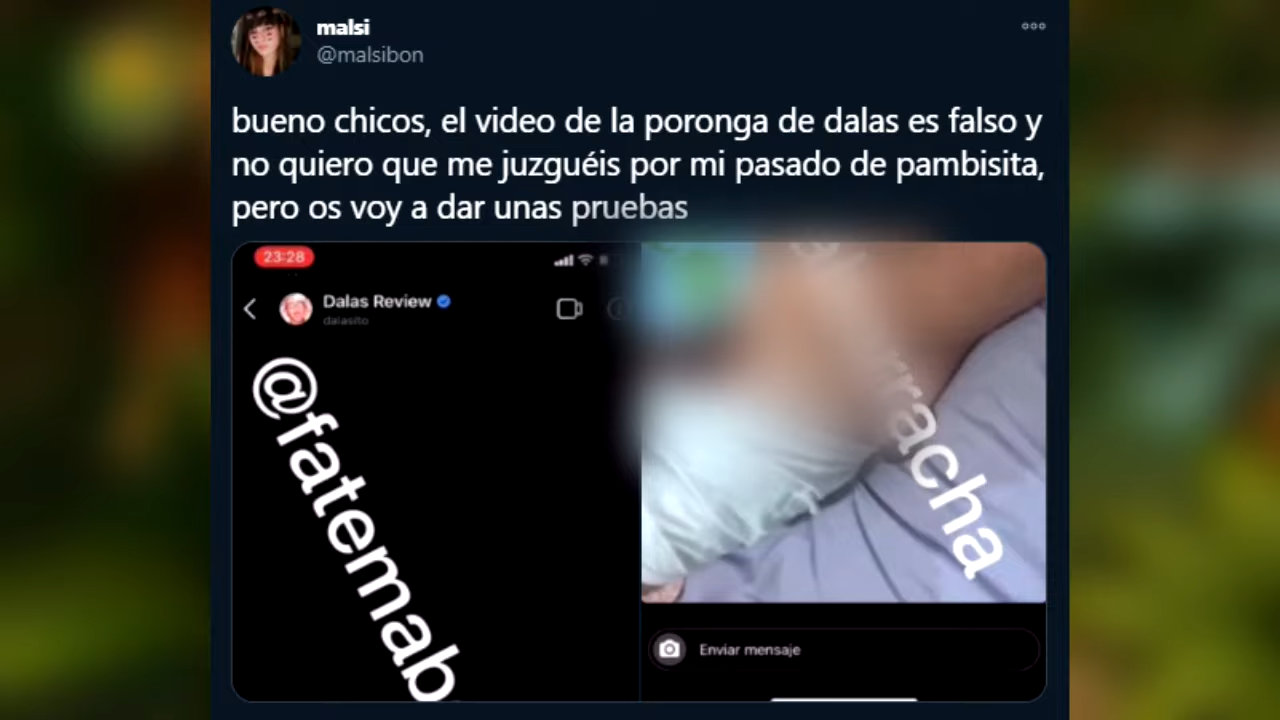 malsi
@malsibon
bueno chicos, el video de la poronga de dalas es falso y
no quiero que me juzguéis por mi pasado de pambisita,
pero os voy a dar unas pruebas
23:28
Dalas Review
dalasito
@fatemab
racha
Enviar mensaje